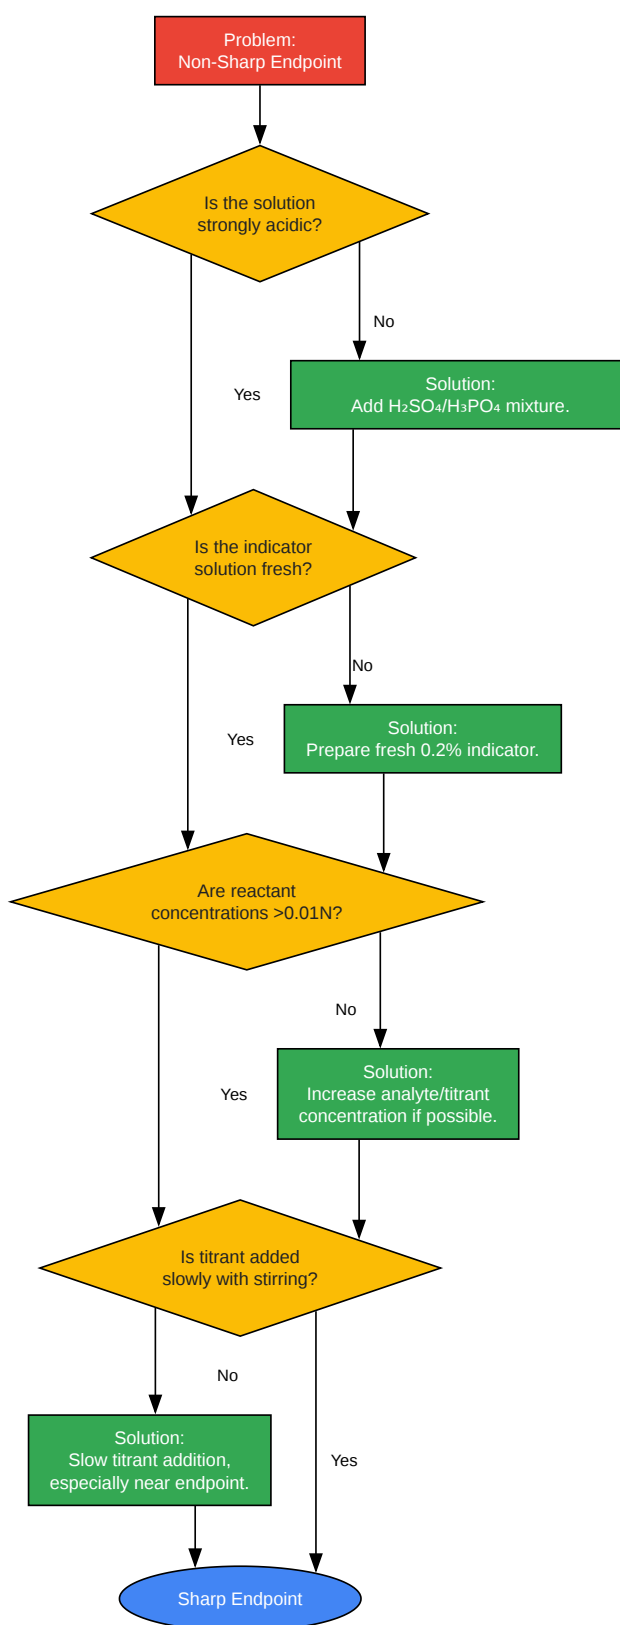 Problem:
Non-Sharp Endpoint
Is the solution
strongly acidic?
No
Solution:
Add H₂SO₄/H₃PO₄ mixture.
Yes
Is the indicator
solution fresh?
No
Solution:
Prepare fresh 0.2% indicator.
Yes
Are reactant
concentrations >0.01N?
No
Solution:
Increase analyte/titrant
concentration if possible.
Yes
Is titrant added
slowly with stirring?
No
Solution:
Slow titrant addition,
especially near endpoint.
Yes
Sharp Endpoint